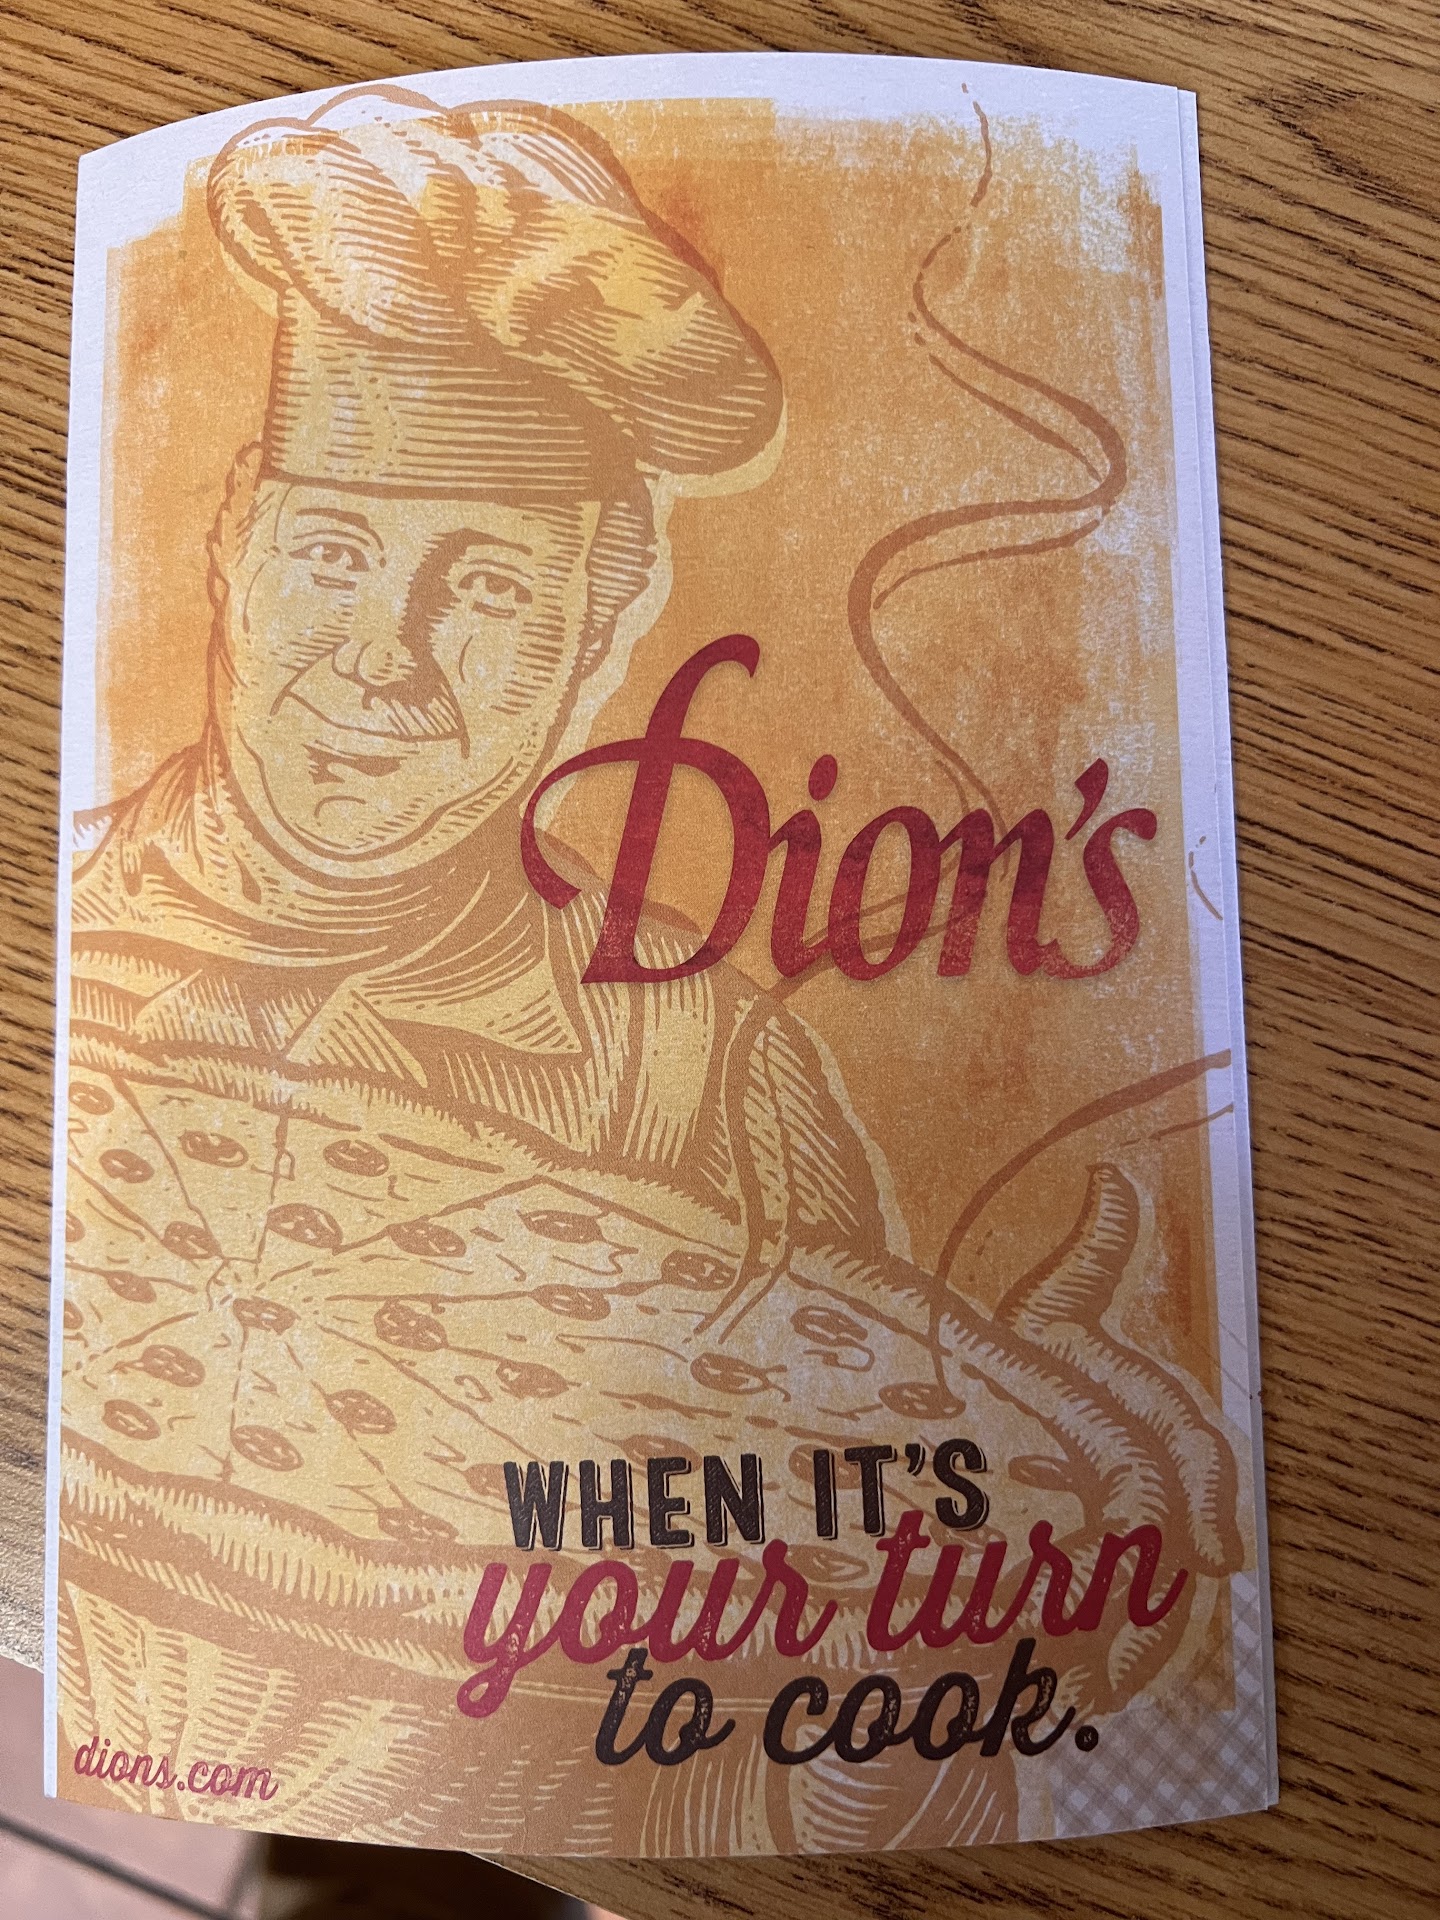 Dion's
WHEN IT'S
your turn
to cook.
dions.com